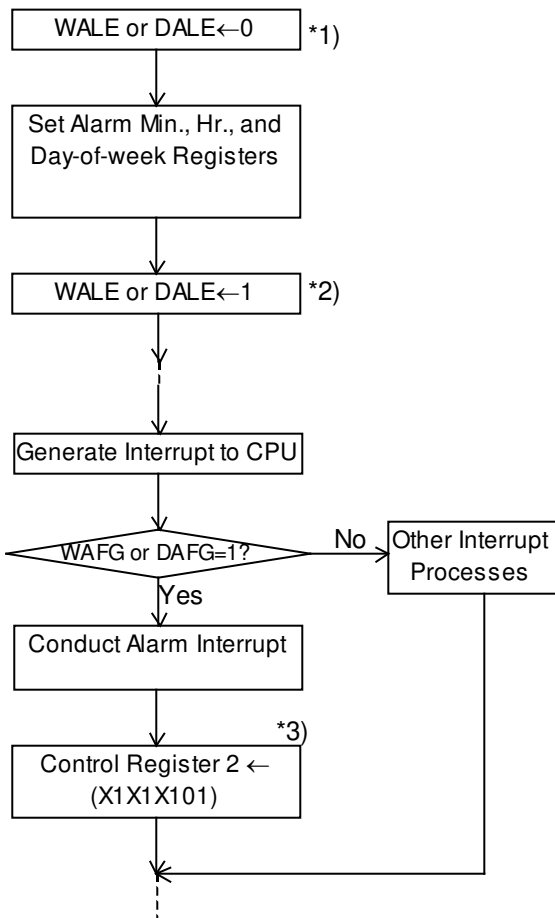 WALE or DALE←0
*1)
Set Alarm Min., Hr., and
Day-of-week Registers
WALE or DALE←1
*2)
Generate Interrupt to CPU
WAFG or DAFG=1?
No
Other Interrupt
Processes
Yes
Conduct Alarm Interrupt
*3)
Control Register 2 ←
(X1X1X101)